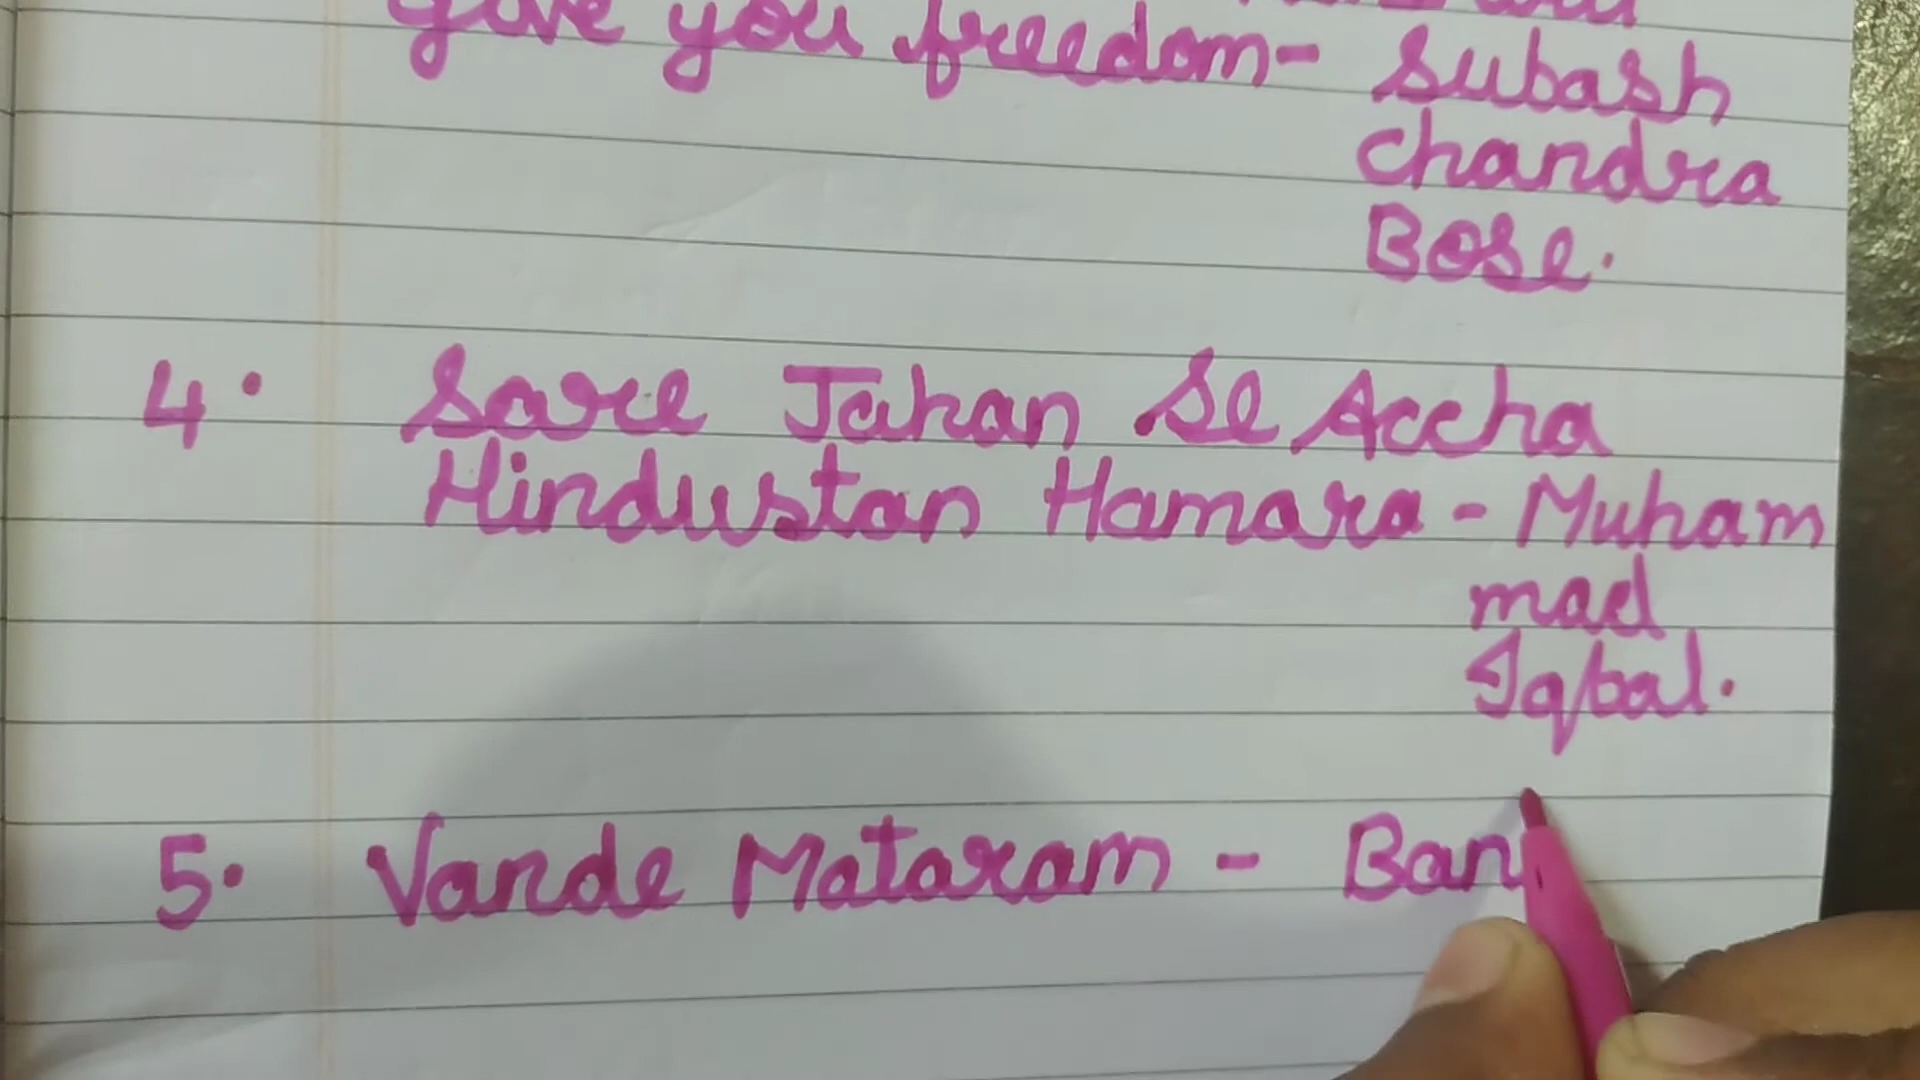 give you freedom- Subash
Chandra
Bose.
4. Sare Jahan Se Accha
Hindustan Hamara - Muham
mad
Iqbal.
5. Vande Mataram - Ban